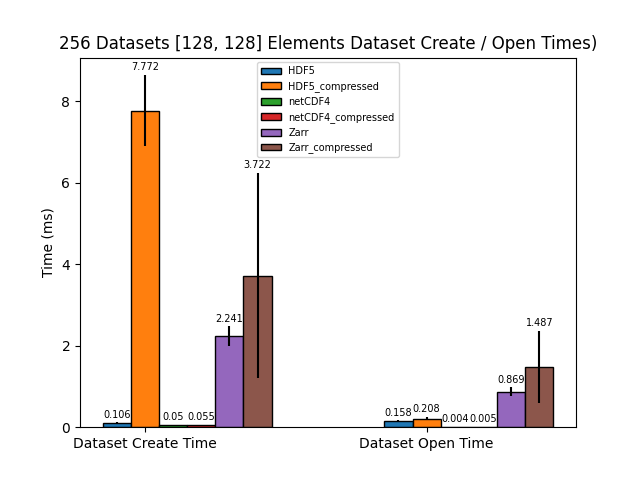 256 Datasets [128, 128] Elements Dataset Create / Open Times)
7.772
HDF5
HDF5_compressed
netCDF4
netCDF4_compressed
Zarr
Zarr_compressed
3.722
2.241
1.487
0.869
0.106
0.05
0.055
0.158
0.208
0.004
0.005
8
6
4
2
0
Time (ms)
Dataset Create Time
Dataset Open Time